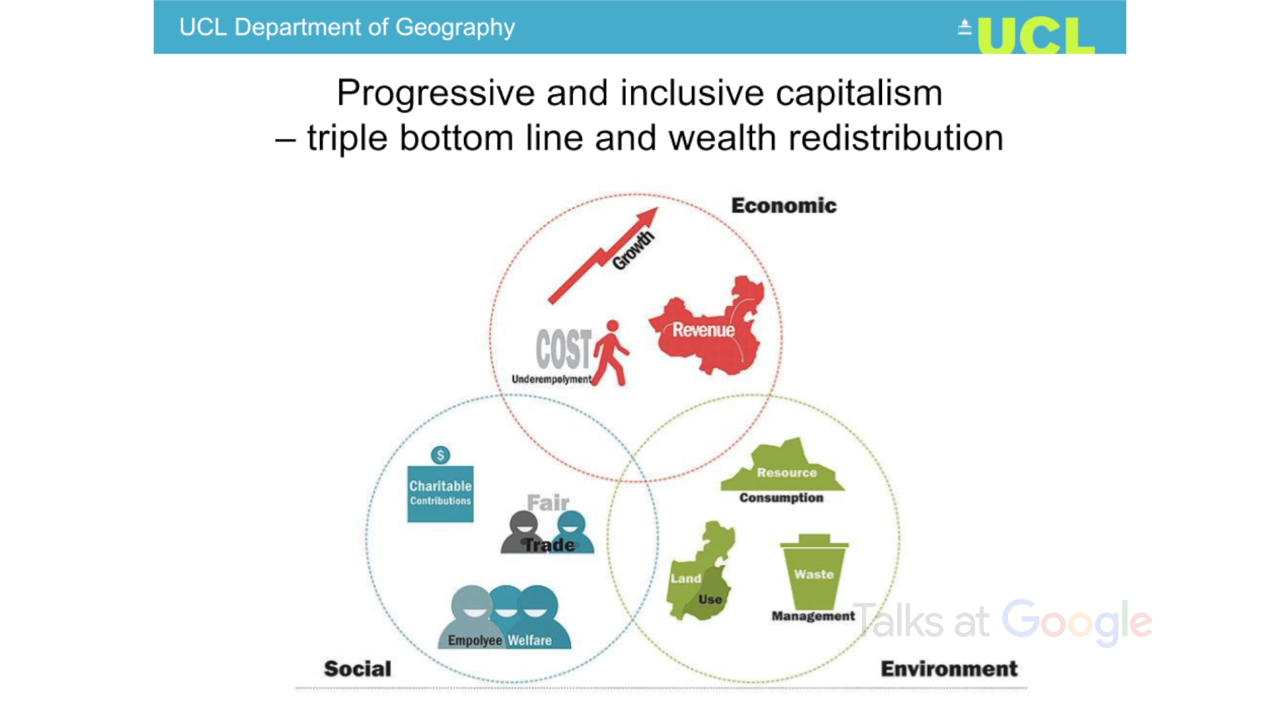 UCL Department of Geography
UCL
Progressive and inclusive capitalism
– triple bottom line and wealth redistribution
Economic
Growth
Revenue
COST
Underempolyment
$
Charitable
Contributions
Fair
Trade
Empolyee Welfare
Social
Resource
Consumption
Land
Use
Waste
Management
Environment
Talks at Google